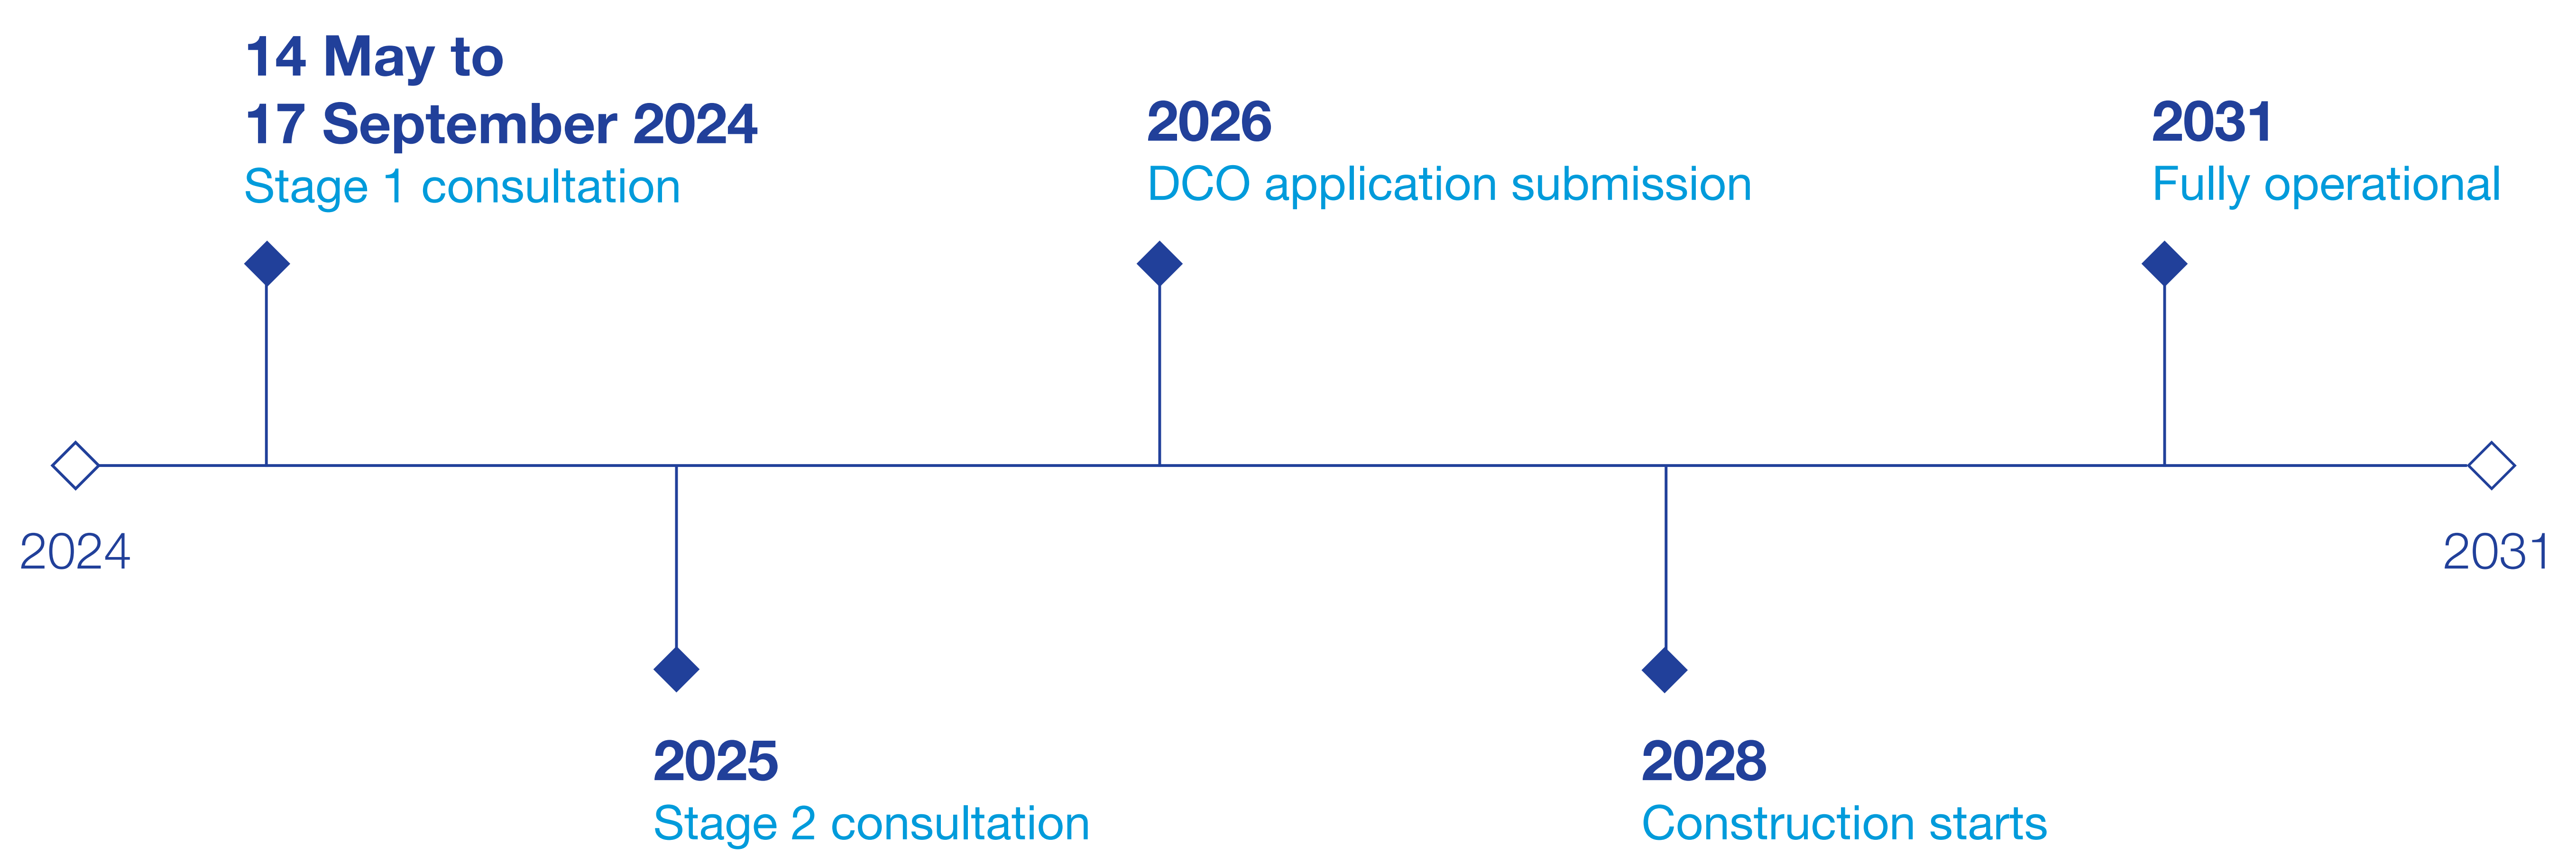 14 May to
17 September 2024
Stage 1 consultation
2026
DCO application submission
2031
Fully operational
2024
2031
2025
Stage 2 consultation
2028
Construction starts